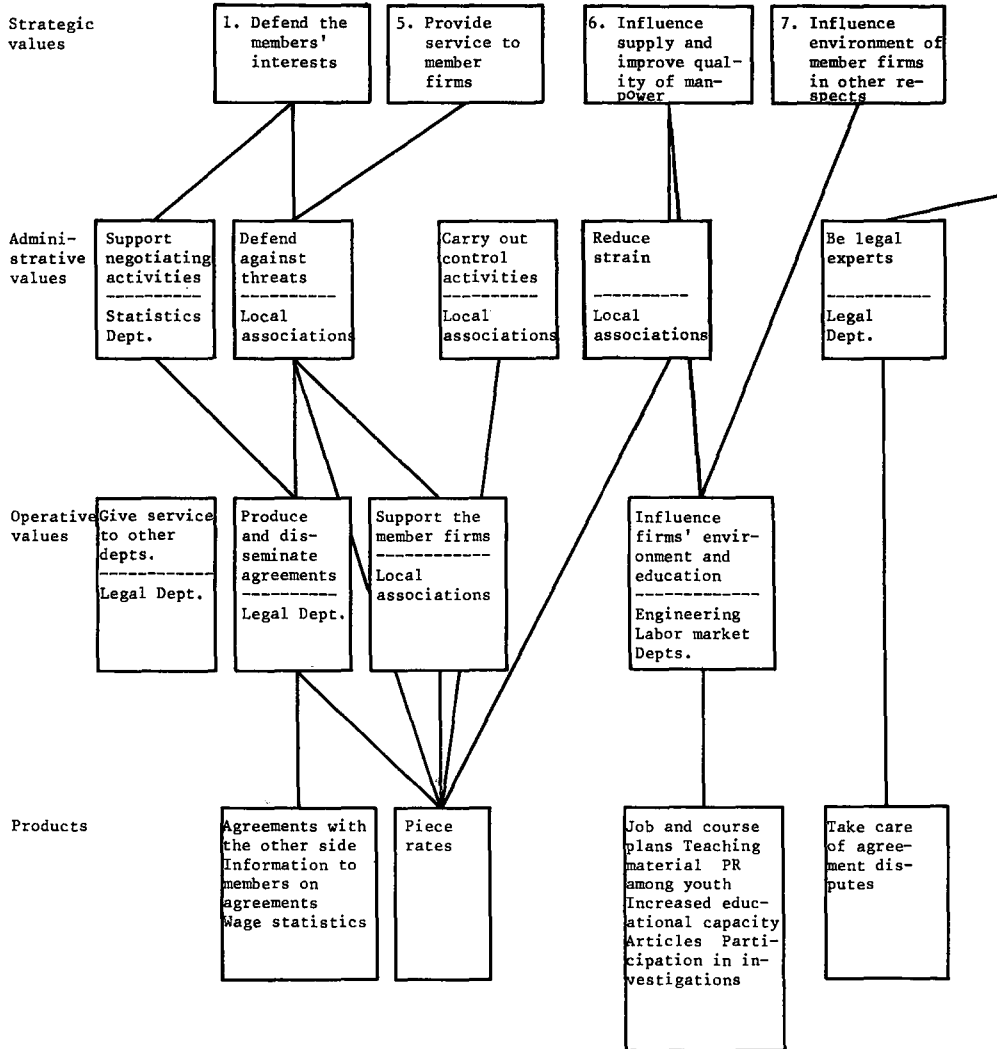 Strategic
values
1. Defend the
members'
interests
5. Provide
service to
member
firms
6. Influence
supply and
improve qual-
ity of man-
power
7. Influence
environment of
member firms
in other re-
spects
Admini-
strative
values
Support
negotiating
activities
----------
Statistics
Dept.
Defend
against
threats
----------
Local
associations
Carry out
control
activities
----------
Local
associations
Reduce
strain
----------
Local
associations
Be legal
experts
----------
Legal
Dept.
Operative
values
Give service
to other
depts.
------------
Legal Dept.
Produce
and dis-
seminate
agreements
----------
Legal Dept.
Support the
member firms
------------
Local
associations
Influence
firms' envir-
onment and
education
-------------
Engineering
Labor market
Depts.
Products
Agreements with
the other side
Information to
members on
agreements
Wage statistics
Piece
rates
Job and course
plans Teaching
material PR
among youth
Increased educ-
ational capacity
Articles Parti-
cipation in in-
vestigations
Take care
of agree-
ment dis-
putes